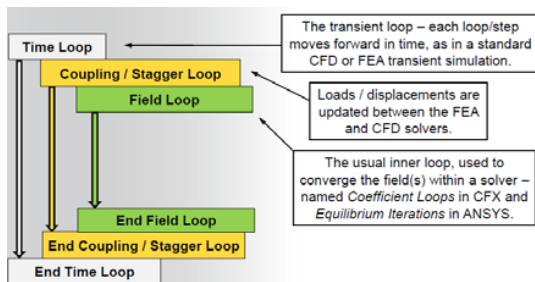 Time Loop
Coupling / Stagger Loop
Field Loop
End Field Loop
End Coupling / Stagger Loop
End Time Loop
The transient loop – each loop/step
moves forward in time, as in a standard
CFD or FEA transient simulation.
Loads / displacements are
updated between the FEA
and CFD solvers.
The usual inner loop, used to
converge the field(s) within a solver –
named Coefficient Loops in CFX and
Equilibrium Iterations in ANSYS.